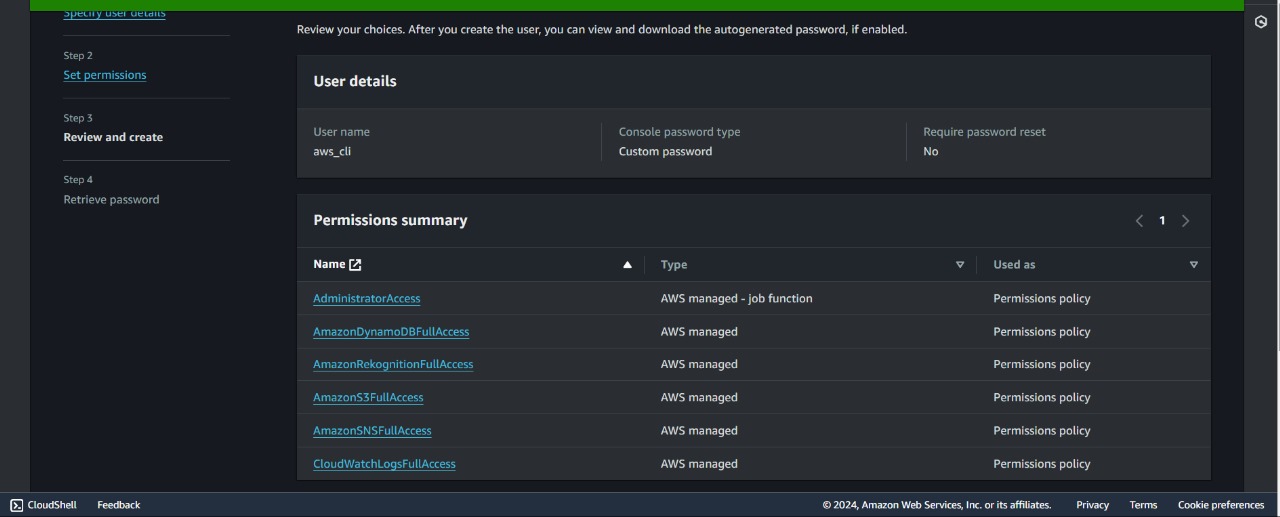 Specify user details
Step 2
Set permissions
Step 3
Review and create
Step 4
Retrieve password
Review your choices. After you create the user, you can view and download the autogenerated password, if enabled.
User details
User name Console password type Require password reset
aws_cli Custom password No
Permissions summary 1
Name Type Used as
AdministratorAccess AWS managed - job function Permissions policy
AmazonDynamoDBFullAccess AWS managed Permissions policy
AmazonRekognitionFullAccess AWS managed Permissions policy
AmazonS3FullAccess AWS managed Permissions policy
AmazonSNSFullAccess AWS managed Permissions policy
CloudWatchLogsFullAccess AWS managed Permissions policy
CloudShell Feedback © 2024, Amazon Web Services, Inc. or its affiliates. Privacy Terms Cookie preferences